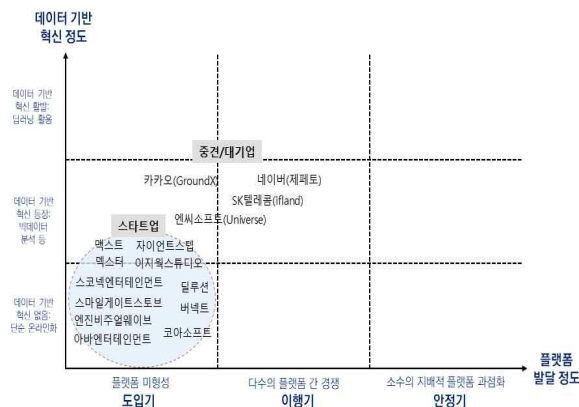 데이터 기반
혁신 정도
데이터 기반
혁신 활발:
딥러닝 활용
중견/대기업
카카오(GroundX)
네이버(제페토)
SK텔레콤(ifland)
엔씨소프트(Universe)
데이터 기반
혁신 등장:
빅데이터
분석 등
스타트업
맥스트
자이언트스텝
덱스터
이지웍스튜디오
스코넥엔터테인먼트
딜루션
스마일게이트스토브
버넥트
엔진비주얼웨이브
코아소프트
아바엔터테인먼트
데이터 기반
혁신 없음:
단순 온라인화
플랫폼 미형성
도입기
다수의 플랫폼 간 경쟁
이행기
소수의 지배적 플랫폼 과점화
안정기
플랫폼
발달 정도